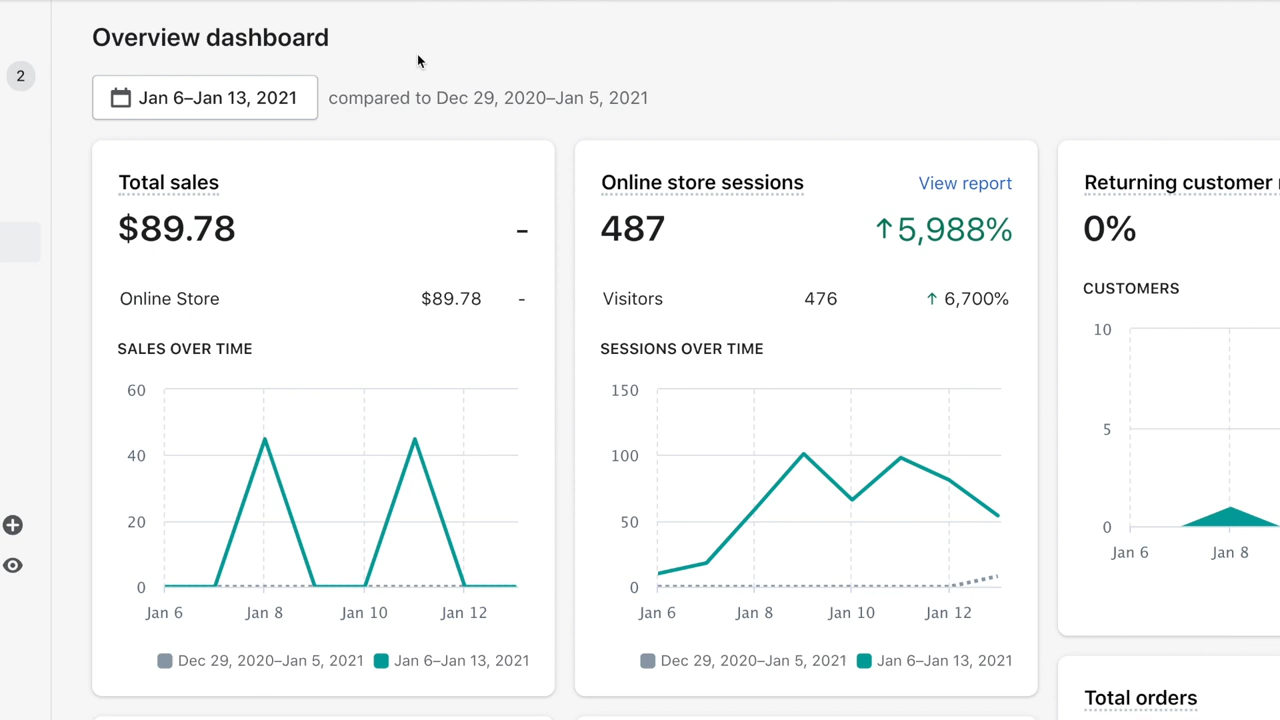 Overview dashboard
2
Jan 6–Jan 13, 2021 compared to Dec 29, 2020–Jan 5, 2021
Total sales
$89.78 -
Online Store $89.78 -
SALES OVER TIME
60
40
20
0
Jan 6 Jan 8 Jan 10 Jan 12
Dec 29, 2020–Jan 5, 2021 Jan 6–Jan 13, 2021
Online store sessions View report
487 ↑5,988%
Visitors 476 ↑ 6,700%
SESSIONS OVER TIME
150
100
50
0
Jan 6 Jan 8 Jan 10 Jan 12
Dec 29, 2020–Jan 5, 2021 Jan 6–Jan 13, 2021
Returning customer
0%
CUSTOMERS
10
5
0
Jan 6 Jan 8
Total orders